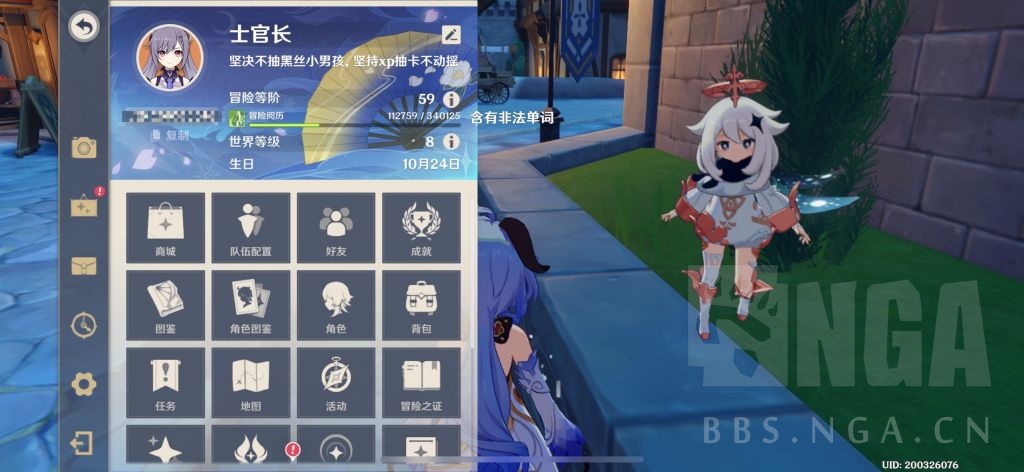 士官长
坚决不抽黑丝小男孩，坚持xp抽卡不动摇
冒险等阶 59
冒险阅历 112759 / 340125
含有非法单词
复制
世界等级 8
生日 10月24日
商城 队伍配置 好友 成就
图鉴 角色图鉴 角色 背包
任务 地图 活动 冒险之证
NGA
BBS.NGA.CN
UID: 200326076